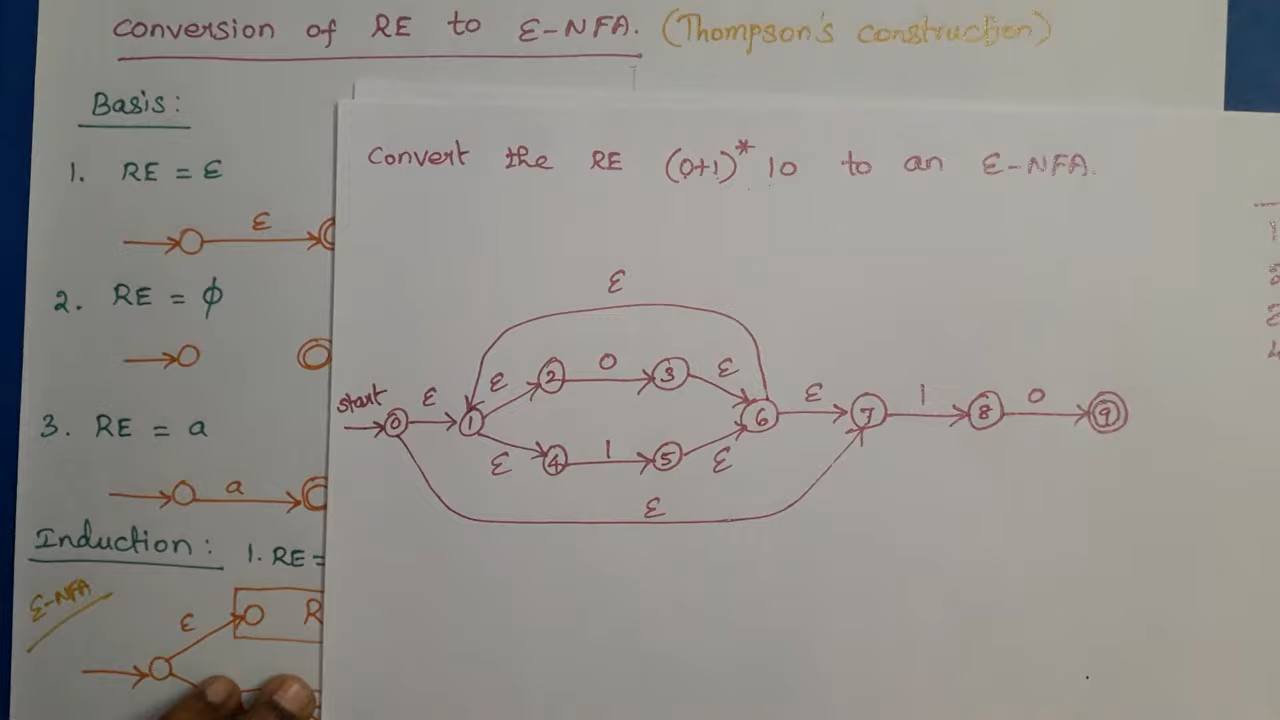 conversion of RE to ε-NFA. (Thompson's construction)
Basis:
1. RE = ε
ε
2. RE = ϕ
3. RE = a
a
Induction: 1. RE =
ε-NFA
ε R
Convert the RE (0+1)* 10 to an ε-NFA.
ε
ε 2 0 3 ε
start 0 ε 1 6 ε 7 1 8 0 9
ε 4 1 5 ε
ε